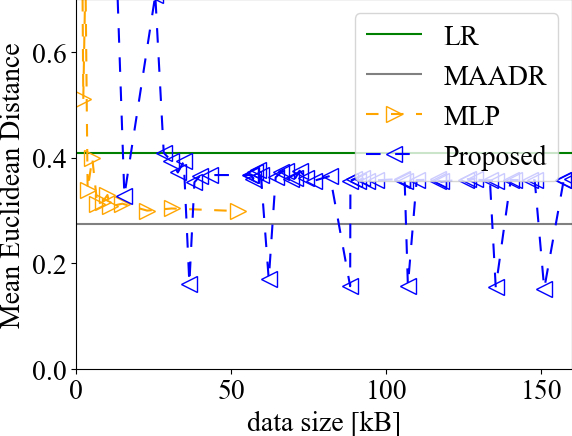 Mean Euclidean Distance
0.6
0.4
0.2
0.0
0
50
100
150
data size [kB]
LR
MAADR
MLP
Proposed